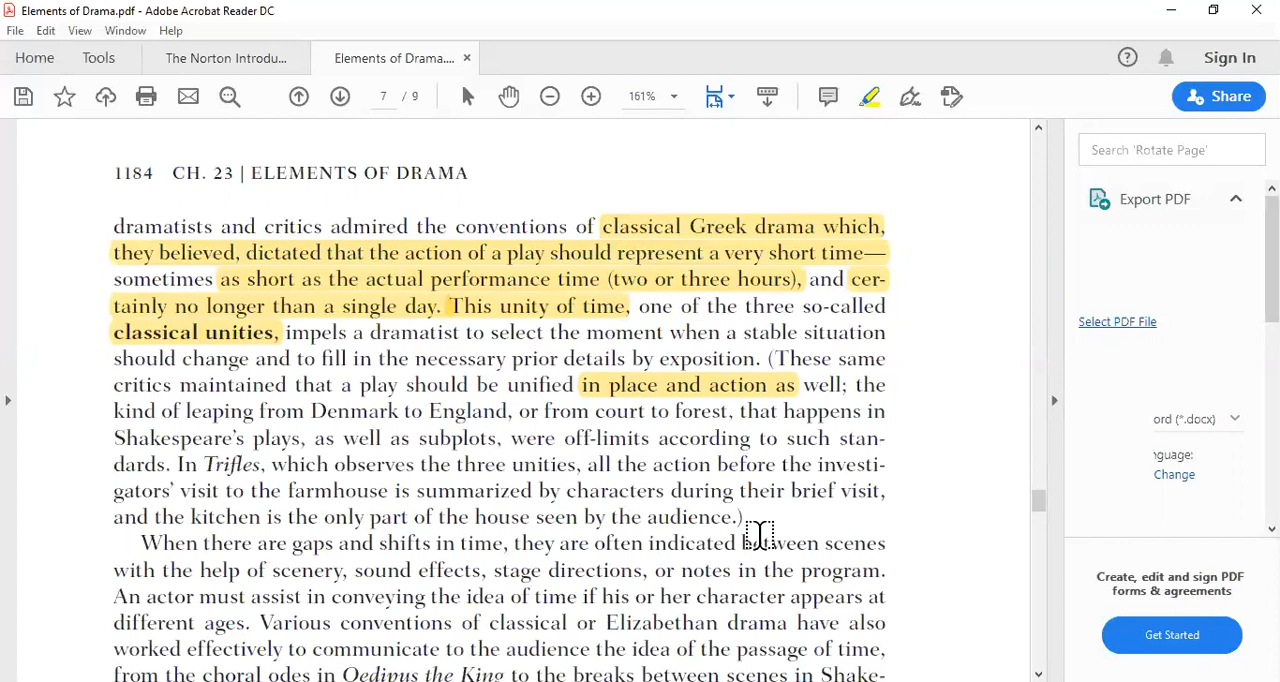 Elements of Drama.pdf - Adobe Acrobat Reader DC
File Edit View Window Help
Home Tools The Norton Introdu... Elements of Drama.... × Sign In
7 / 9 161% Share
1184 CH. 23 | ELEMENTS OF DRAMA
dramatists and critics admired the conventions of classical Greek drama which,
they believed, dictated that the action of a play should represent a very short time—
sometimes as short as the actual performance time (two or three hours), and cer-
tainly no longer than a single day. This unity of time, one of the three so-called
classical unities, impels a dramatist to select the moment when a stable situation
should change and to fill in the necessary prior details by exposition. (These same
critics maintained that a play should be unified in place and action as well; the
kind of leaping from Denmark to England, or from court to forest, that happens in
Shakespeare's plays, as well as subplots, were off-limits according to such stan-
dards. In Trifles, which observes the three unities, all the action before the investi-
gators' visit to the farmhouse is summarized by characters during their brief visit,
and the kitchen is the only part of the house seen by the audience.)
When there are gaps and shifts in time, they are often indicated between scenes
with the help of scenery, sound effects, stage directions, or notes in the program.
An actor must assist in conveying the idea of time if his or her character appears at
different ages. Various conventions of classical or Elizabethan drama have also
worked effectively to communicate to the audience the idea of the passage of time,
from the choral odes in Oedipus the King to the breaks between scenes in Shake-
Search 'Rotate Page'
Export PDF
Select PDF File
ord (*.docx)
nguage:
Change
Create, edit and sign PDF
forms & agreements
Get Started